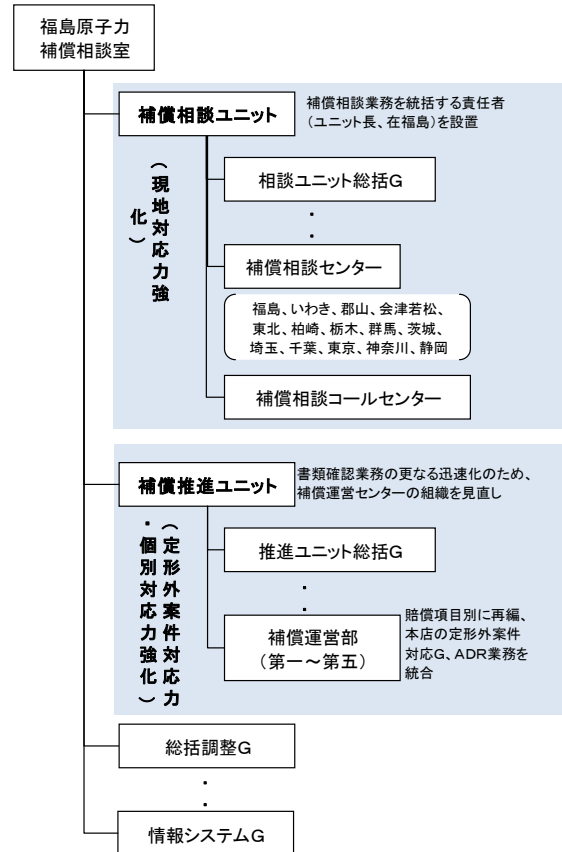 福島原子力
補償相談室
補償相談ユニット
補償相談業務を統括する責任者
（ユニット長、在福島）を設置
（現地対応力強
化）
相談ユニット総括G
・
・
補償相談センター
福島、いわき、郡山、会津若松、
東北、柏崎、栃木、群馬、茨城、
埼玉、千葉、東京、神奈川、静岡
補償相談コールセンター
補償推進ユニット
書類確認業務の更なる迅速化のため、
補償運営センターの組織を見直し
（定形外案件対応力
・個別対応力強化）
推進ユニット総括G
・
・
補償運営部
（第一～第五）
賠償項目別に再編、
本店の定形外案件
対応G、ADR業務を
統合
総括調整G
・
・
情報システムG